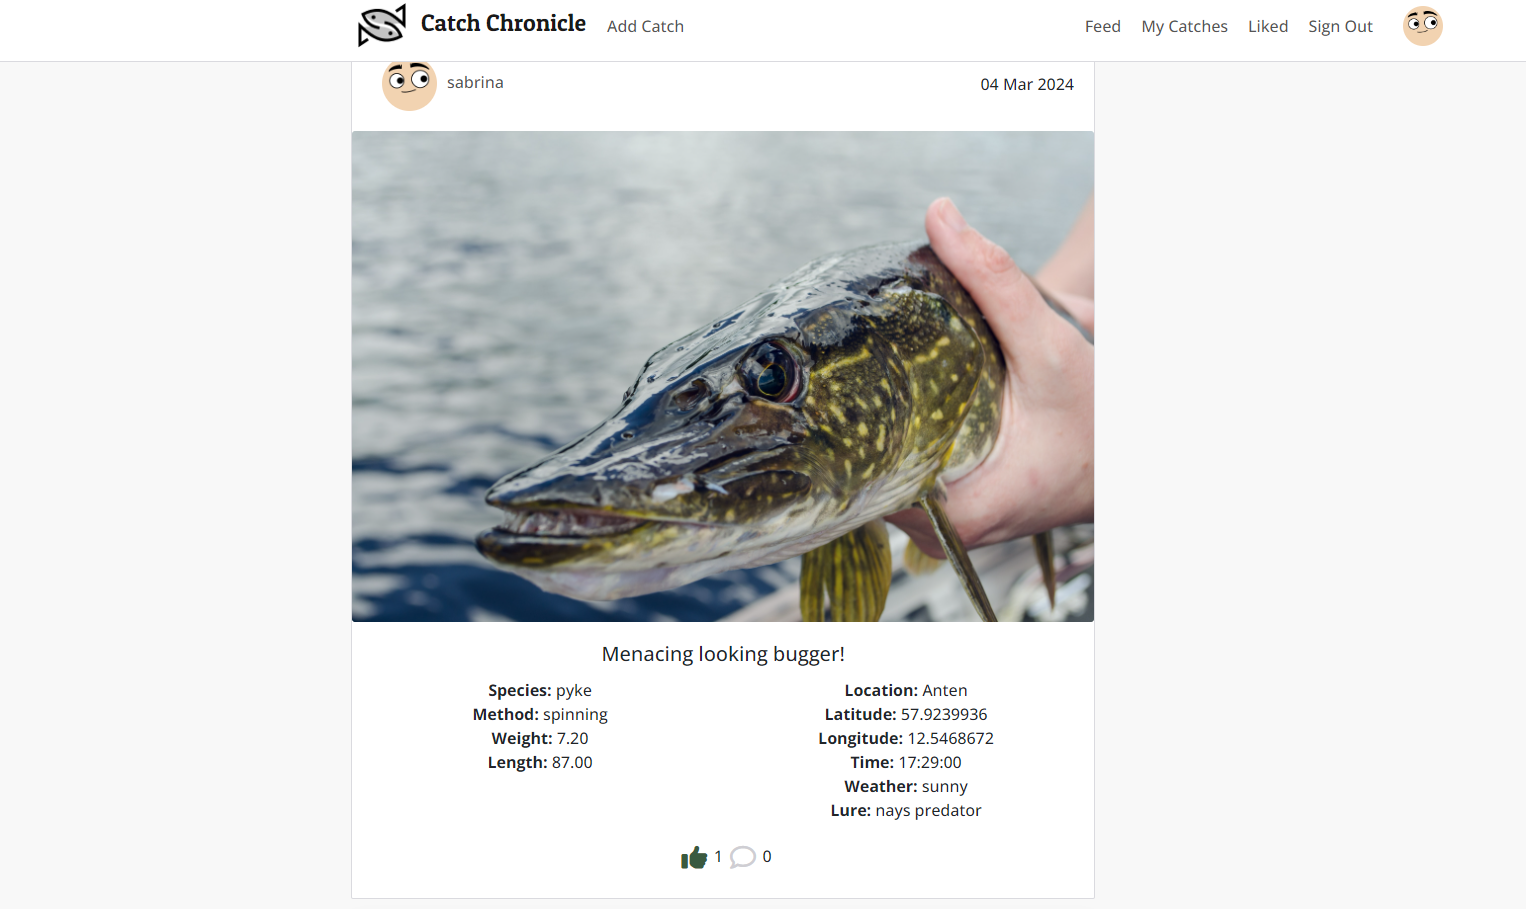 Catch Chronicle Add Catch Feed My Catches Liked Sign Out
sabrina 04 Mar 2024
Menacing looking bugger!
Species: pyke
Method: spinning
Weight: 7.20
Length: 87.00
Location: Anten
Latitude: 57.9239936
Longitude: 12.5468672
Time: 17:29:00
Weather: sunny
Lure: nays predator
1 0